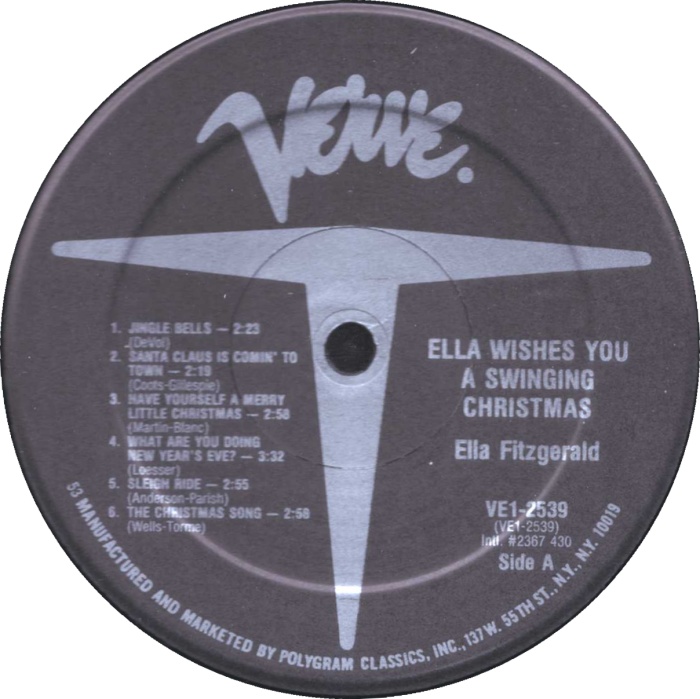 Verve.
1. JINGLE BELLS — 2:23
(DeVol)
2. SANTA CLAUS IS COMIN' TO
TOWN — 2:19
(Coots-Gillespie)
3. HAVE YOURSELF A MERRY
LITTLE CHRISTMAS — 2:58
(Martin-Blanc)
4. WHAT ARE YOU DOING
NEW YEAR'S EVE? — 3:32
(Loesser)
5. SLEIGH RIDE — 2:55
(Anderson-Parish)
6. THE CHRISTMAS SONG — 2:58
(Wells-Torme)
ELLA WISHES YOU
A SWINGING
CHRISTMAS
Ella Fitzgerald
VE1-2539
(VE1-2539)
Intl. #2367 430
Side A
53 MANUFACTURED AND MARKETED BY POLYGRAM CLASSICS, INC., 137 W. 55TH ST., N.Y., N.Y. 10019